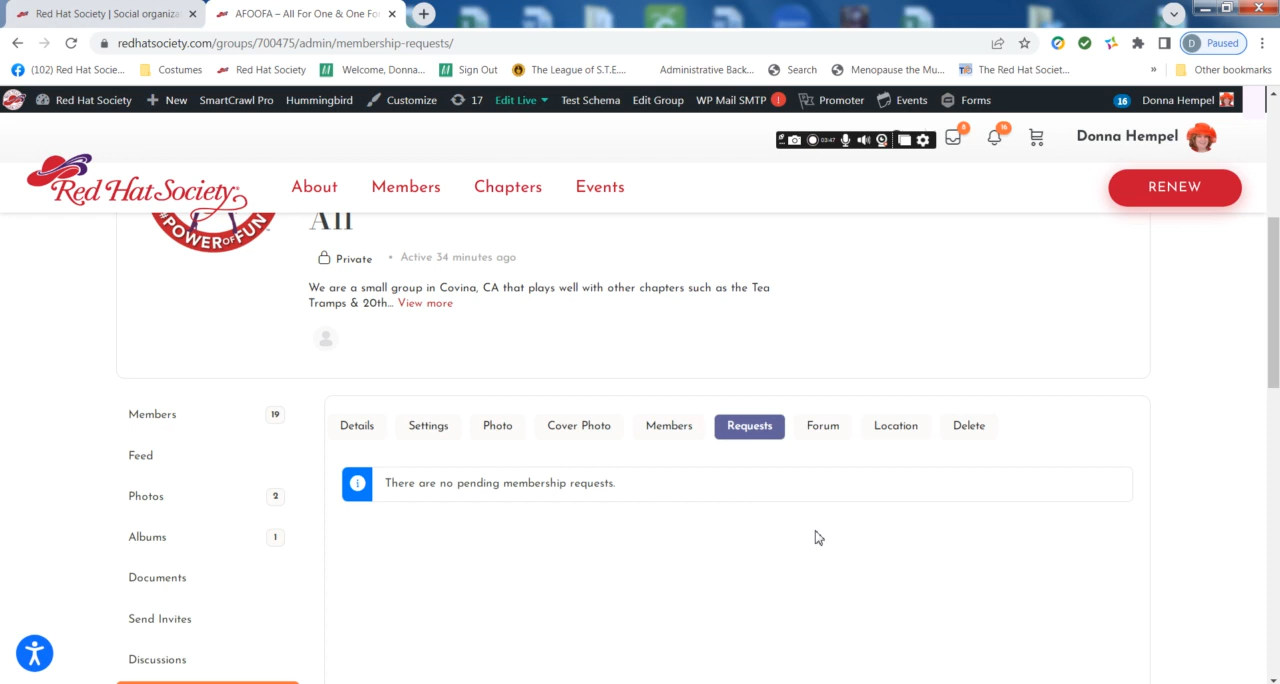 Red Hat Society | Social organiza
AFOOFA – All For One & One Fo
redhatsociety.com/groups/700475/admin/membership-requests/
D Paused
(102) Red Hat Socie...
Costumes
Red Hat Society
Welcome, Donna...
Sign Out
The League of S.T.E....
Administrative Back...
Search
Menopause the Mu...
The Red Hat Societ...
»
Other bookmarks
Red Hat Society
New
SmartCrawl Pro
Hummingbird
Customize
17
Edit Live
Test Schema
Edit Group
WP Mail SMTP !
Promoter
Events
Forms
16
Donna Hempel
03:47
16
Donna Hempel
Red Hat Society
About
Members
Chapters
Events
RENEW
#POWER OF FUN
All
Private
• Active 34 minutes ago
We are a small group in Covina, CA that plays well with other chapters such as the Tea
Tramps & 20th... View more
Members 19
Feed
Photos 2
Albums 1
Documents
Send Invites
Discussions
Details
Settings
Photo
Cover Photo
Members
Requests
Forum
Location
Delete
There are no pending membership requests.